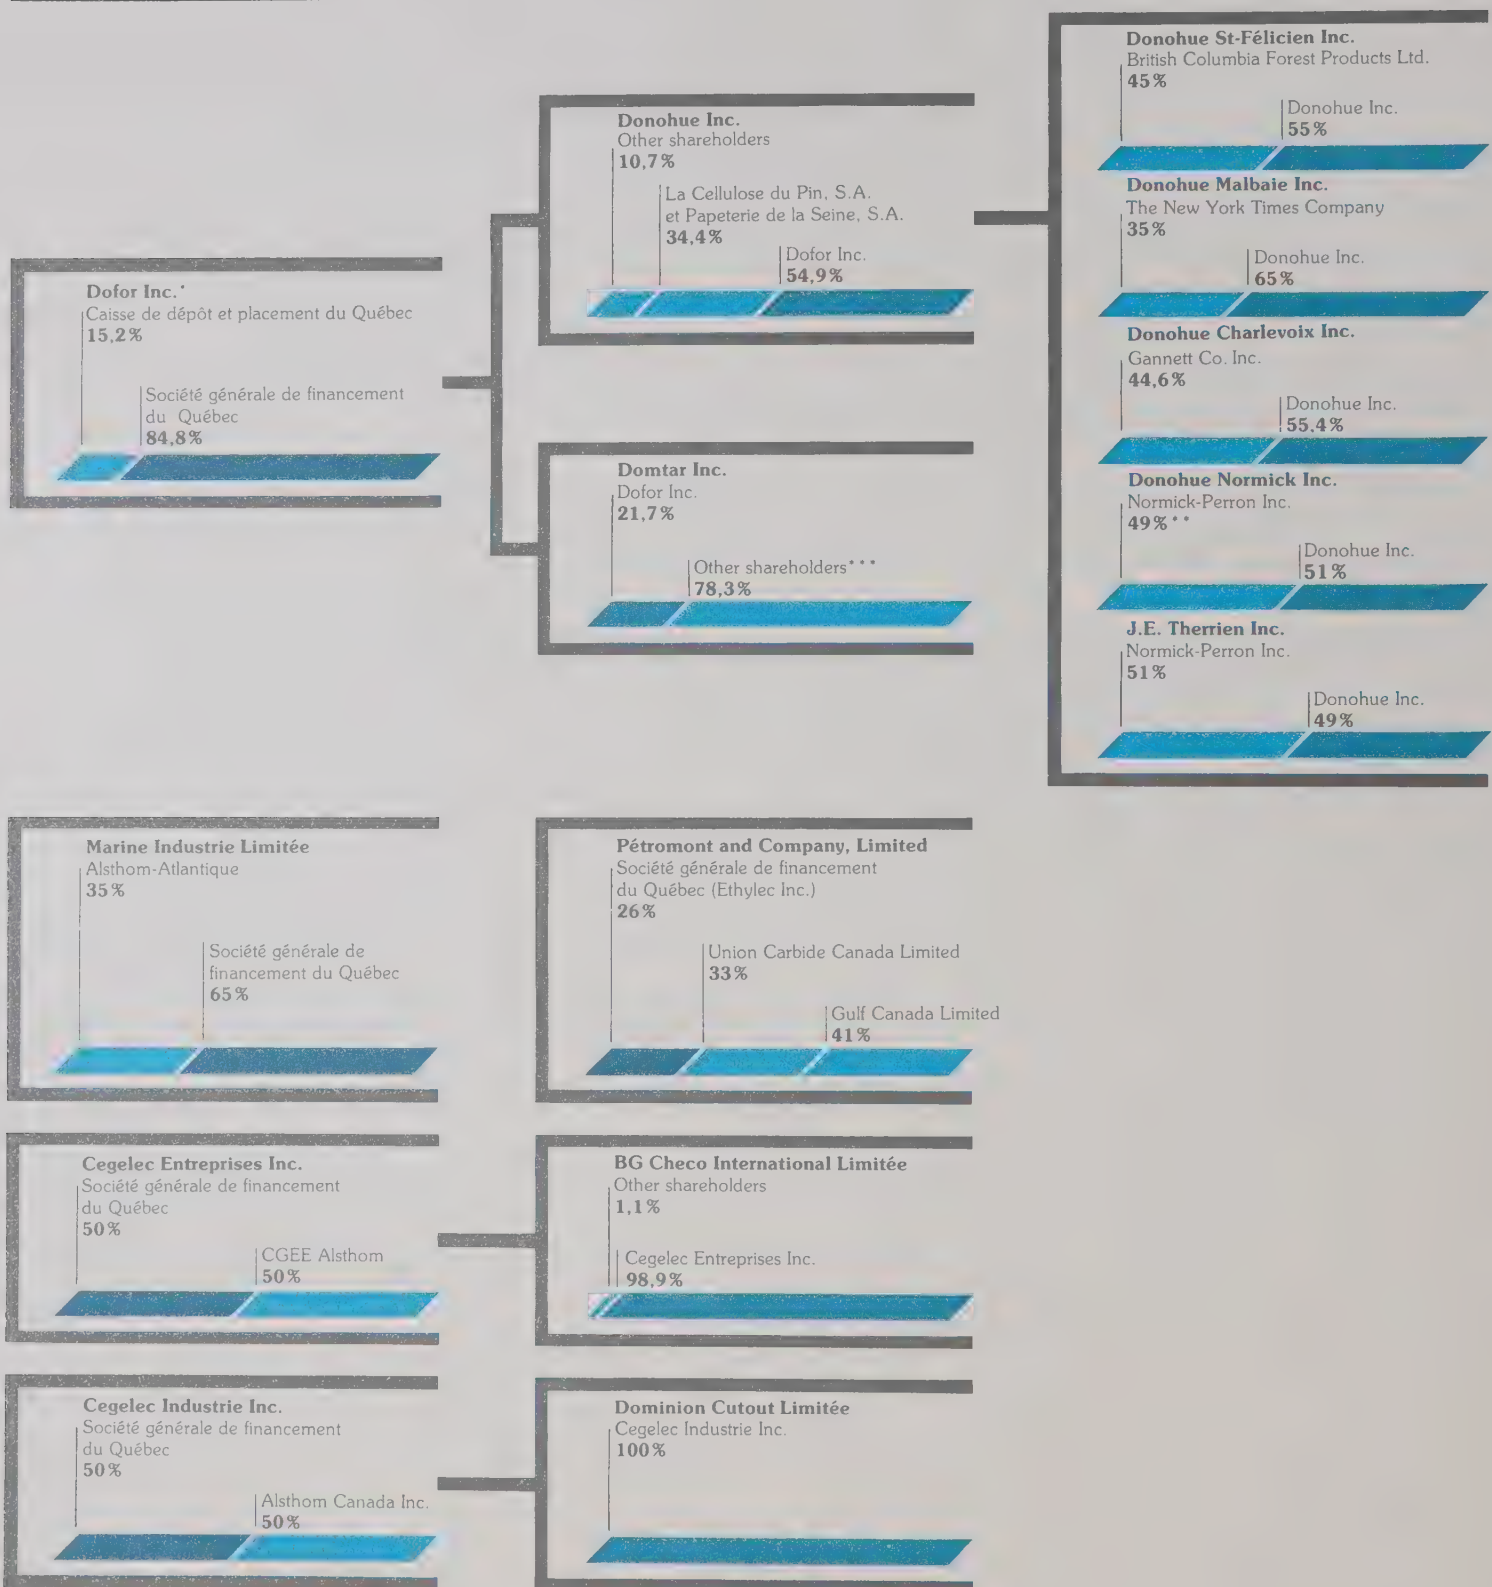 Dofor Inc.*
Caisse de dépôt et placement du Québec
15,2%
Société générale de financement
du Québec
84,8%
Donohue Inc.
Other shareholders
10,7%
La Cellulose du Pin, S.A.
et Papeterie de la Seine, S.A.
34,4%
Dofor Inc.
54,9%
Domtar Inc.
Dofor Inc.
21,7%
Other shareholders***
78,3%
Donohue St-Félicien Inc.
British Columbia Forest Products Ltd.
45%
Donohue Inc.
55%
Donohue Malbaie Inc.
The New York Times Company
35%
Donohue Inc.
65%
Donohue Charlevoix Inc.
Gannett Co. Inc.
44,6%
Donohue Inc.
55,4%
Donohue Normick Inc.
Normick-Perron Inc.
49%**
Donohue Inc.
51%
J.E. Therrien Inc.
Normick-Perron Inc.
51%
Donohue Inc.
49%
Marine Industrie Limitée
Alsthom-Atlantique
35%
Société générale de
financement du Québec
65%
Pétromont and Company, Limited
Société générale de financement
du Québec (Ethylec Inc.)
26%
Union Carbide Canada Limited
33%
Gulf Canada Limited
41%
Cegelec Entreprises Inc.
Société générale de financement
du Québec
50%
CGEE Alsthom
50%
BG Checo International Limitée
Other shareholders
1,1%
Cegelec Entreprises Inc.
98,9%
Cegelec Industrie Inc.
Société générale de financement
du Québec
50%
Alsthom Canada Inc.
50%
Dominion Cutout Limitée
Cegelec Industrie Inc.
100%